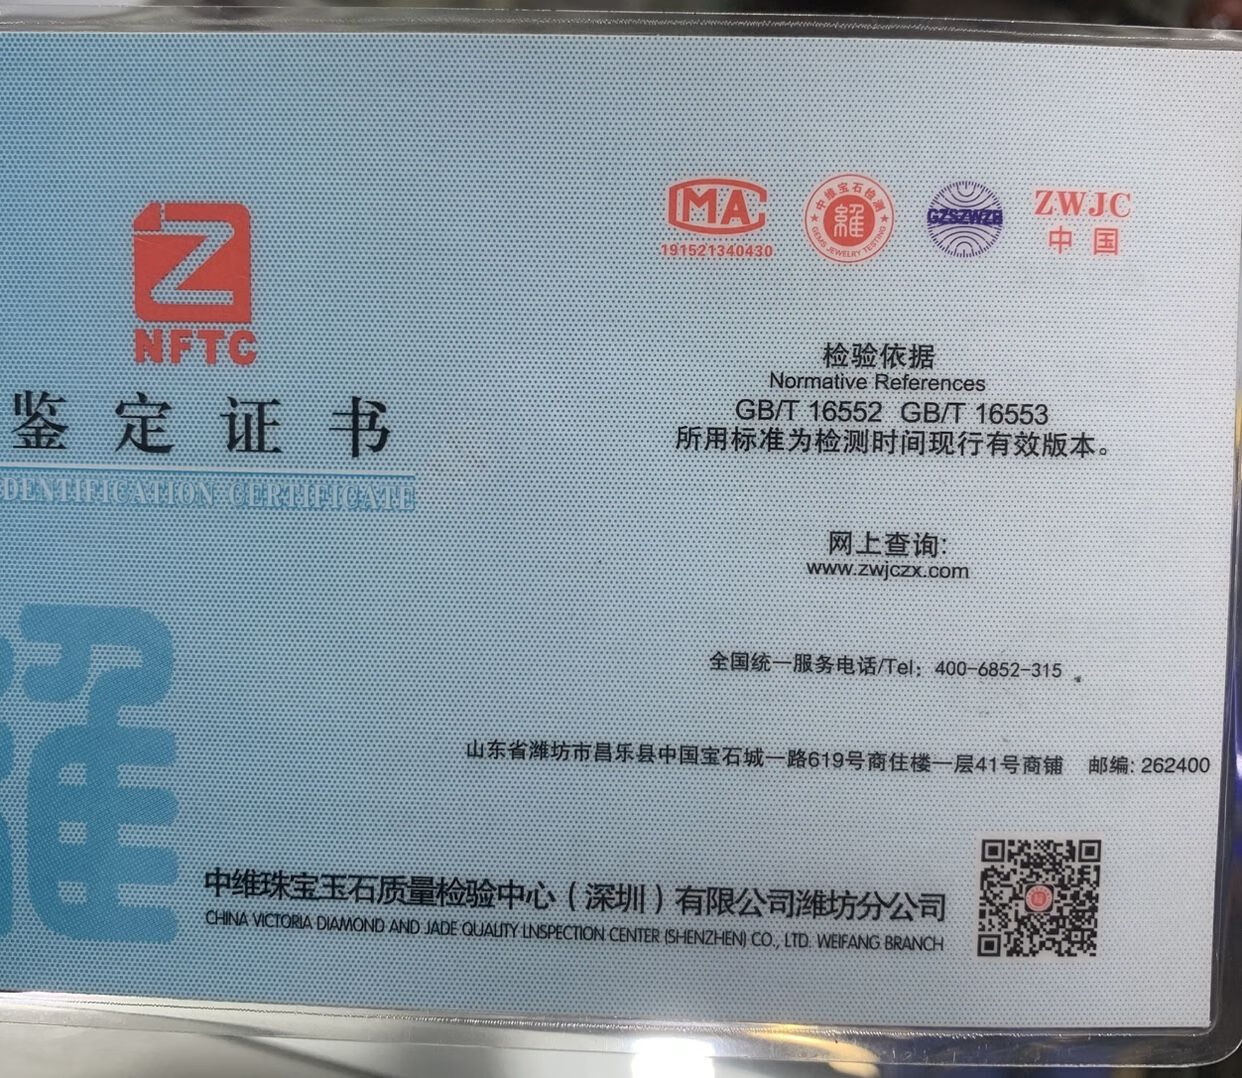 MA
191521340430
中维宝石检测
維
GEMS JEWELRY TESTING
GZSZWZB
ZWJC
中国
NFTC
鉴定证书
DENTIFICATION CERTIFICATE
检验依据
Normative References
GB/T 16552 GB/T 16553
所用标准为检测时间现行有效版本。
网上查询:
www.zwjczx.com
全国统一服务电话/Tel: 400-6852-315
山东省潍坊市昌乐县中国宝石城一路619号商住楼一层41号商铺 邮编: 262400
中维珠宝玉石质量检验中心(深圳)有限公司潍坊分公司
CHINA VICTORIA DIAMOND AND JADE QUALITY LNSPECTION CENTER (SHENZHEN) CO., LTD. WEIFANG BRANCH